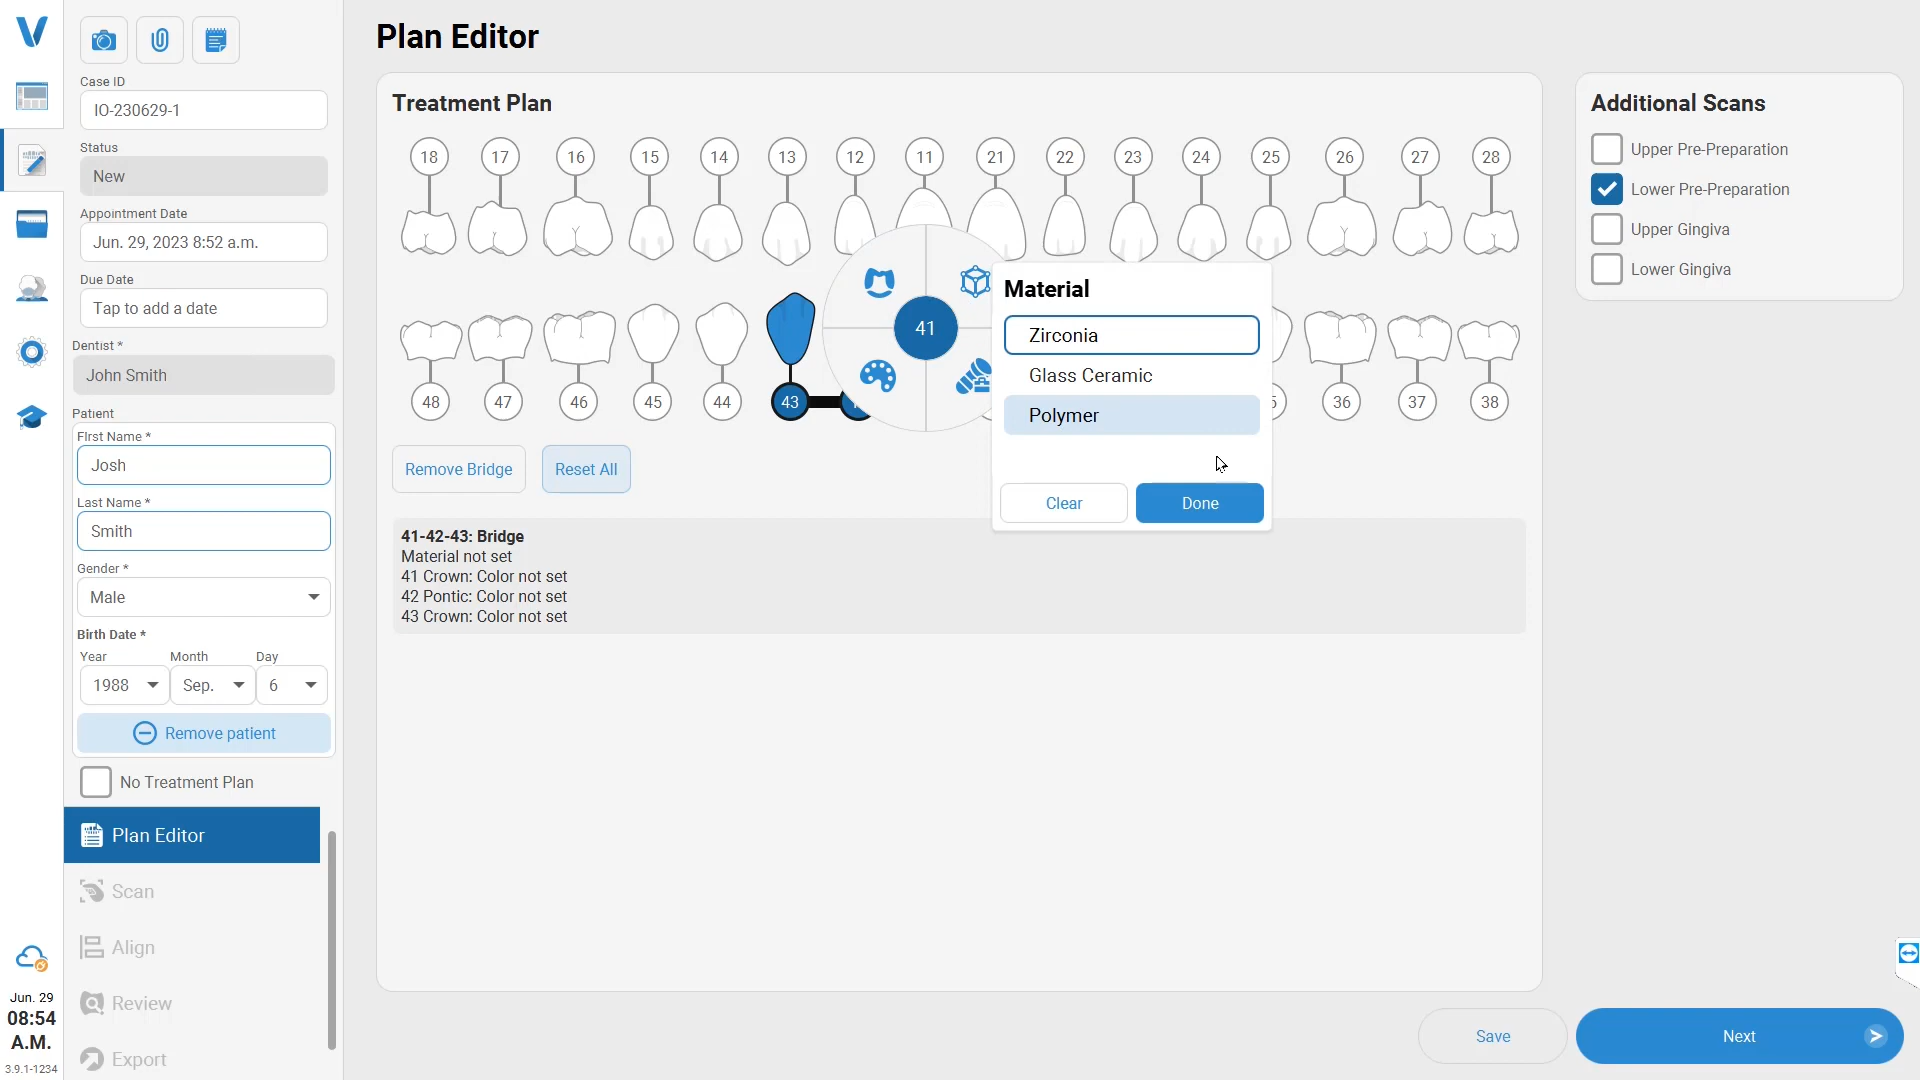 Case ID
IO-230629-1
Status
New
Appointment Date
Jun. 29, 2023 8:52 a.m.
Due Date
Tap to add a date
Dentist *
John Smith
Patient
First Name *
Josh
Last Name *
Smith
Gender *
Male
Birth Date *
Year Month Day
1988 Sep. 6
Remove patient
No Treatment Plan
Plan Editor
Scan
Align
Review
Export
Jun. 29
08:54
A.M.
3.9.1-1234
Plan Editor
Treatment Plan
18 17 16 15 14 13 12 11 21 22 23 24 25 26 27 28
41
48 47 46 45 44 43 36 37 38
Material
Zirconia
Glass Ceramic
Polymer
Clear Done
Remove Bridge Reset All
41-42-43: Bridge
Material not set
41 Crown: Color not set
42 Pontic: Color not set
43 Crown: Color not set
Additional Scans
Upper Pre-Preparation
Lower Pre-Preparation
Upper Gingiva
Lower Gingiva
Save Next